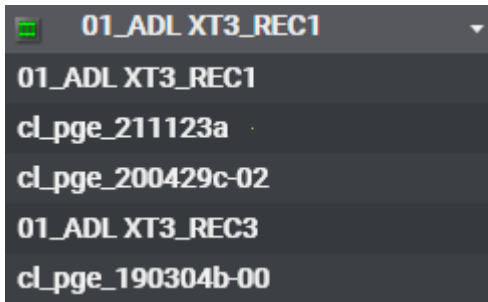 01_ADL XT3_REC1
01_ADL XT3_REC1
cl_pge_211123a
cl_pge_200429c-02
01_ADL XT3_REC3
cl_pge_190304b-00